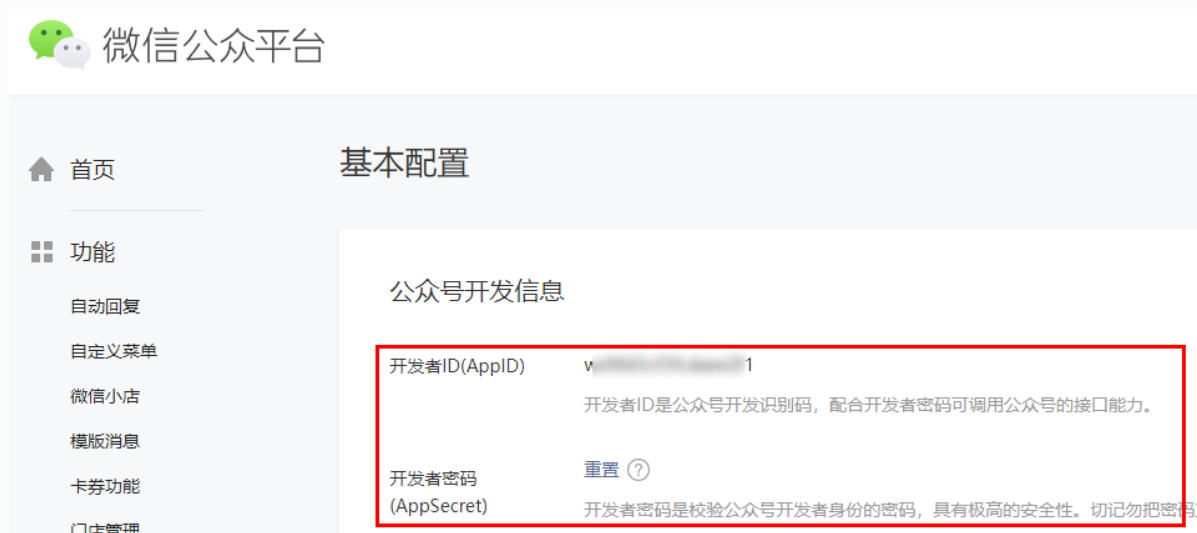 微信公众平台
首页
基本配置
功能
公众号开发信息
自动回复
自定义菜单
微信小店
模版消息
卡券功能
门店管理
开发者ID(AppID)
开发者ID是公众号开发识别码，配合开发者密码可调用公众号的接口能力。
开发者密码
(AppSecret)
重置 ?
开发者密码是校验公众号开发者身份的密码，具有极高的安全性。切记勿把密码